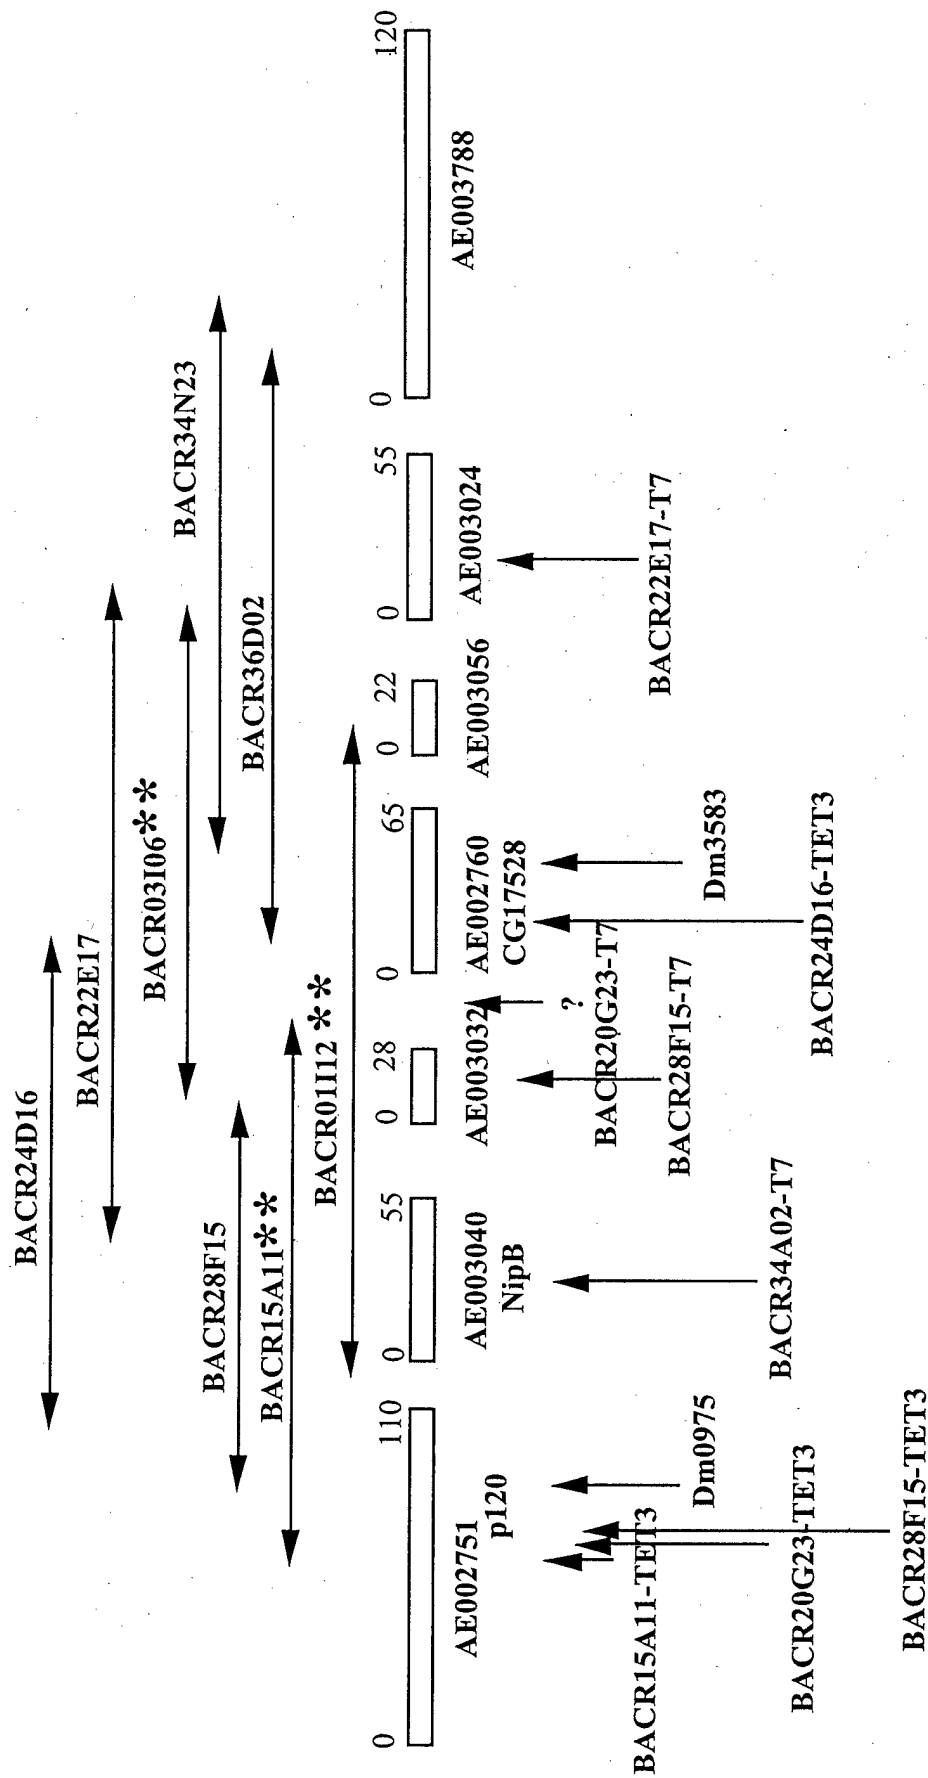 BACR24D16
BACR22E17
BACR03I06**
BACR34N23
BACR28F15
BACR36D02
BACR15A11**
BACR01I12 **
0 110
0 55
0 28
0 65
0 22
0 55
0 120
AE002751
p120
AE003040
NipB
AE003032
AE002760
CG17528
AE003056
AE003024
AE003788
?
BACR15A11-TET3
Dm0975
BACR20G23-TET3
BACR28F15-TET3
BACR34A02-T7
BACR20G23-T7
BACR28F15-T7
Dm3583
BACR24D16-TET3
BACR22E17-T7